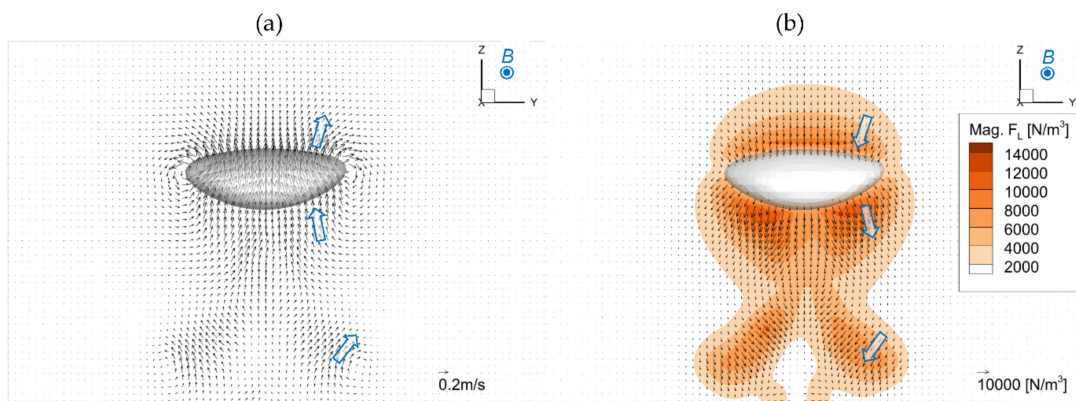 (a)
(b)
Z
B
X
Y
0.2m/s
Z
B
X
Y
Mag. F_L [N/m³]
14000
12000
10000
8000
6000
4000
2000
10000 [N/m³]